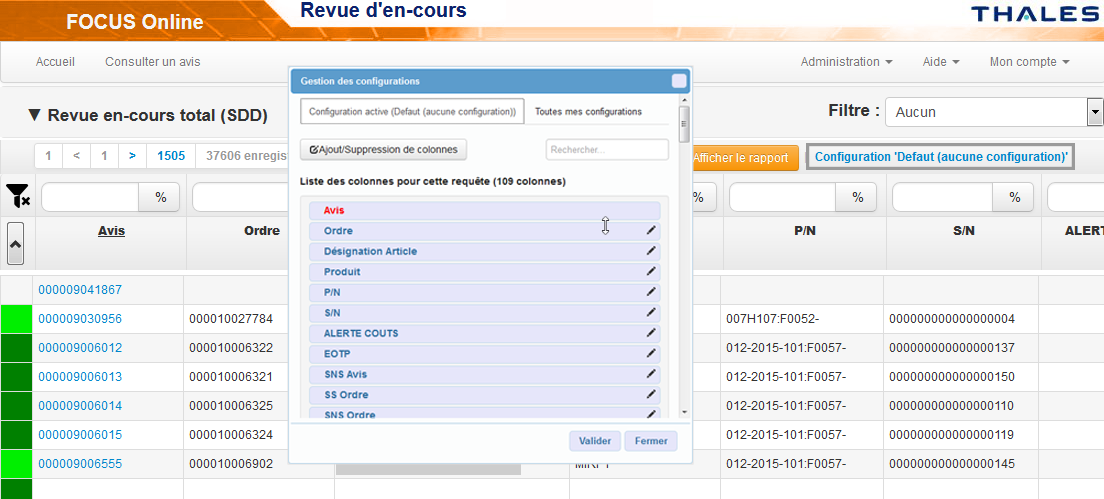 FOCUS Online
Revue d'en-cours
THALES
Accueil
Consulter un avis
Administration
Aide
Mon compte
Revue en-cours total (SDD)
Filtre :
Aucun
1 < 1 > 1505 37606 enregis
Afficher le rapport
Configuration 'Defaut (aucune configuration)'
Gestion des configurations
Configuration active (Defaut (aucune configuration))
Toutes mes configurations
Ajout/Suppression de colonnes
Rechercher...
Liste des colonnes pour cette requête (109 colonnes)
Avis
Ordre
Désignation Article
Produit
P/N
S/N
ALERTE COUTS
EOTP
SNS Avis
SS Ordre
SNS Ordre
Valider
Fermer
% % % %
Avis Ordre P/N S/N ALERT
000009041867
000009030956 000010027784 007H107:F0052- 000000000000000004
000009006012 000010006322 012-2015-101:F0057- 000000000000000137
000009006013 000010006321 012-2015-101:F0057- 000000000000000150
000009006014 000010006325 012-2015-101:F0057- 000000000000000110
000009006015 000010006324 012-2015-101:F0057- 000000000000000119
000009006555 000010006902 012-2015-101:F0057- 000000000000000145